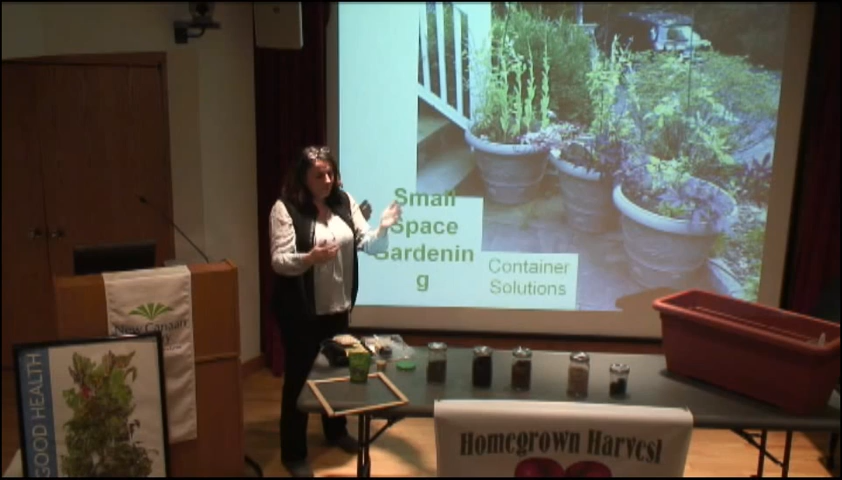 Small
Space
Gardenin
g
Container
Solutions
New Canaan
GOOD HEALTH
Homegrown Harvest